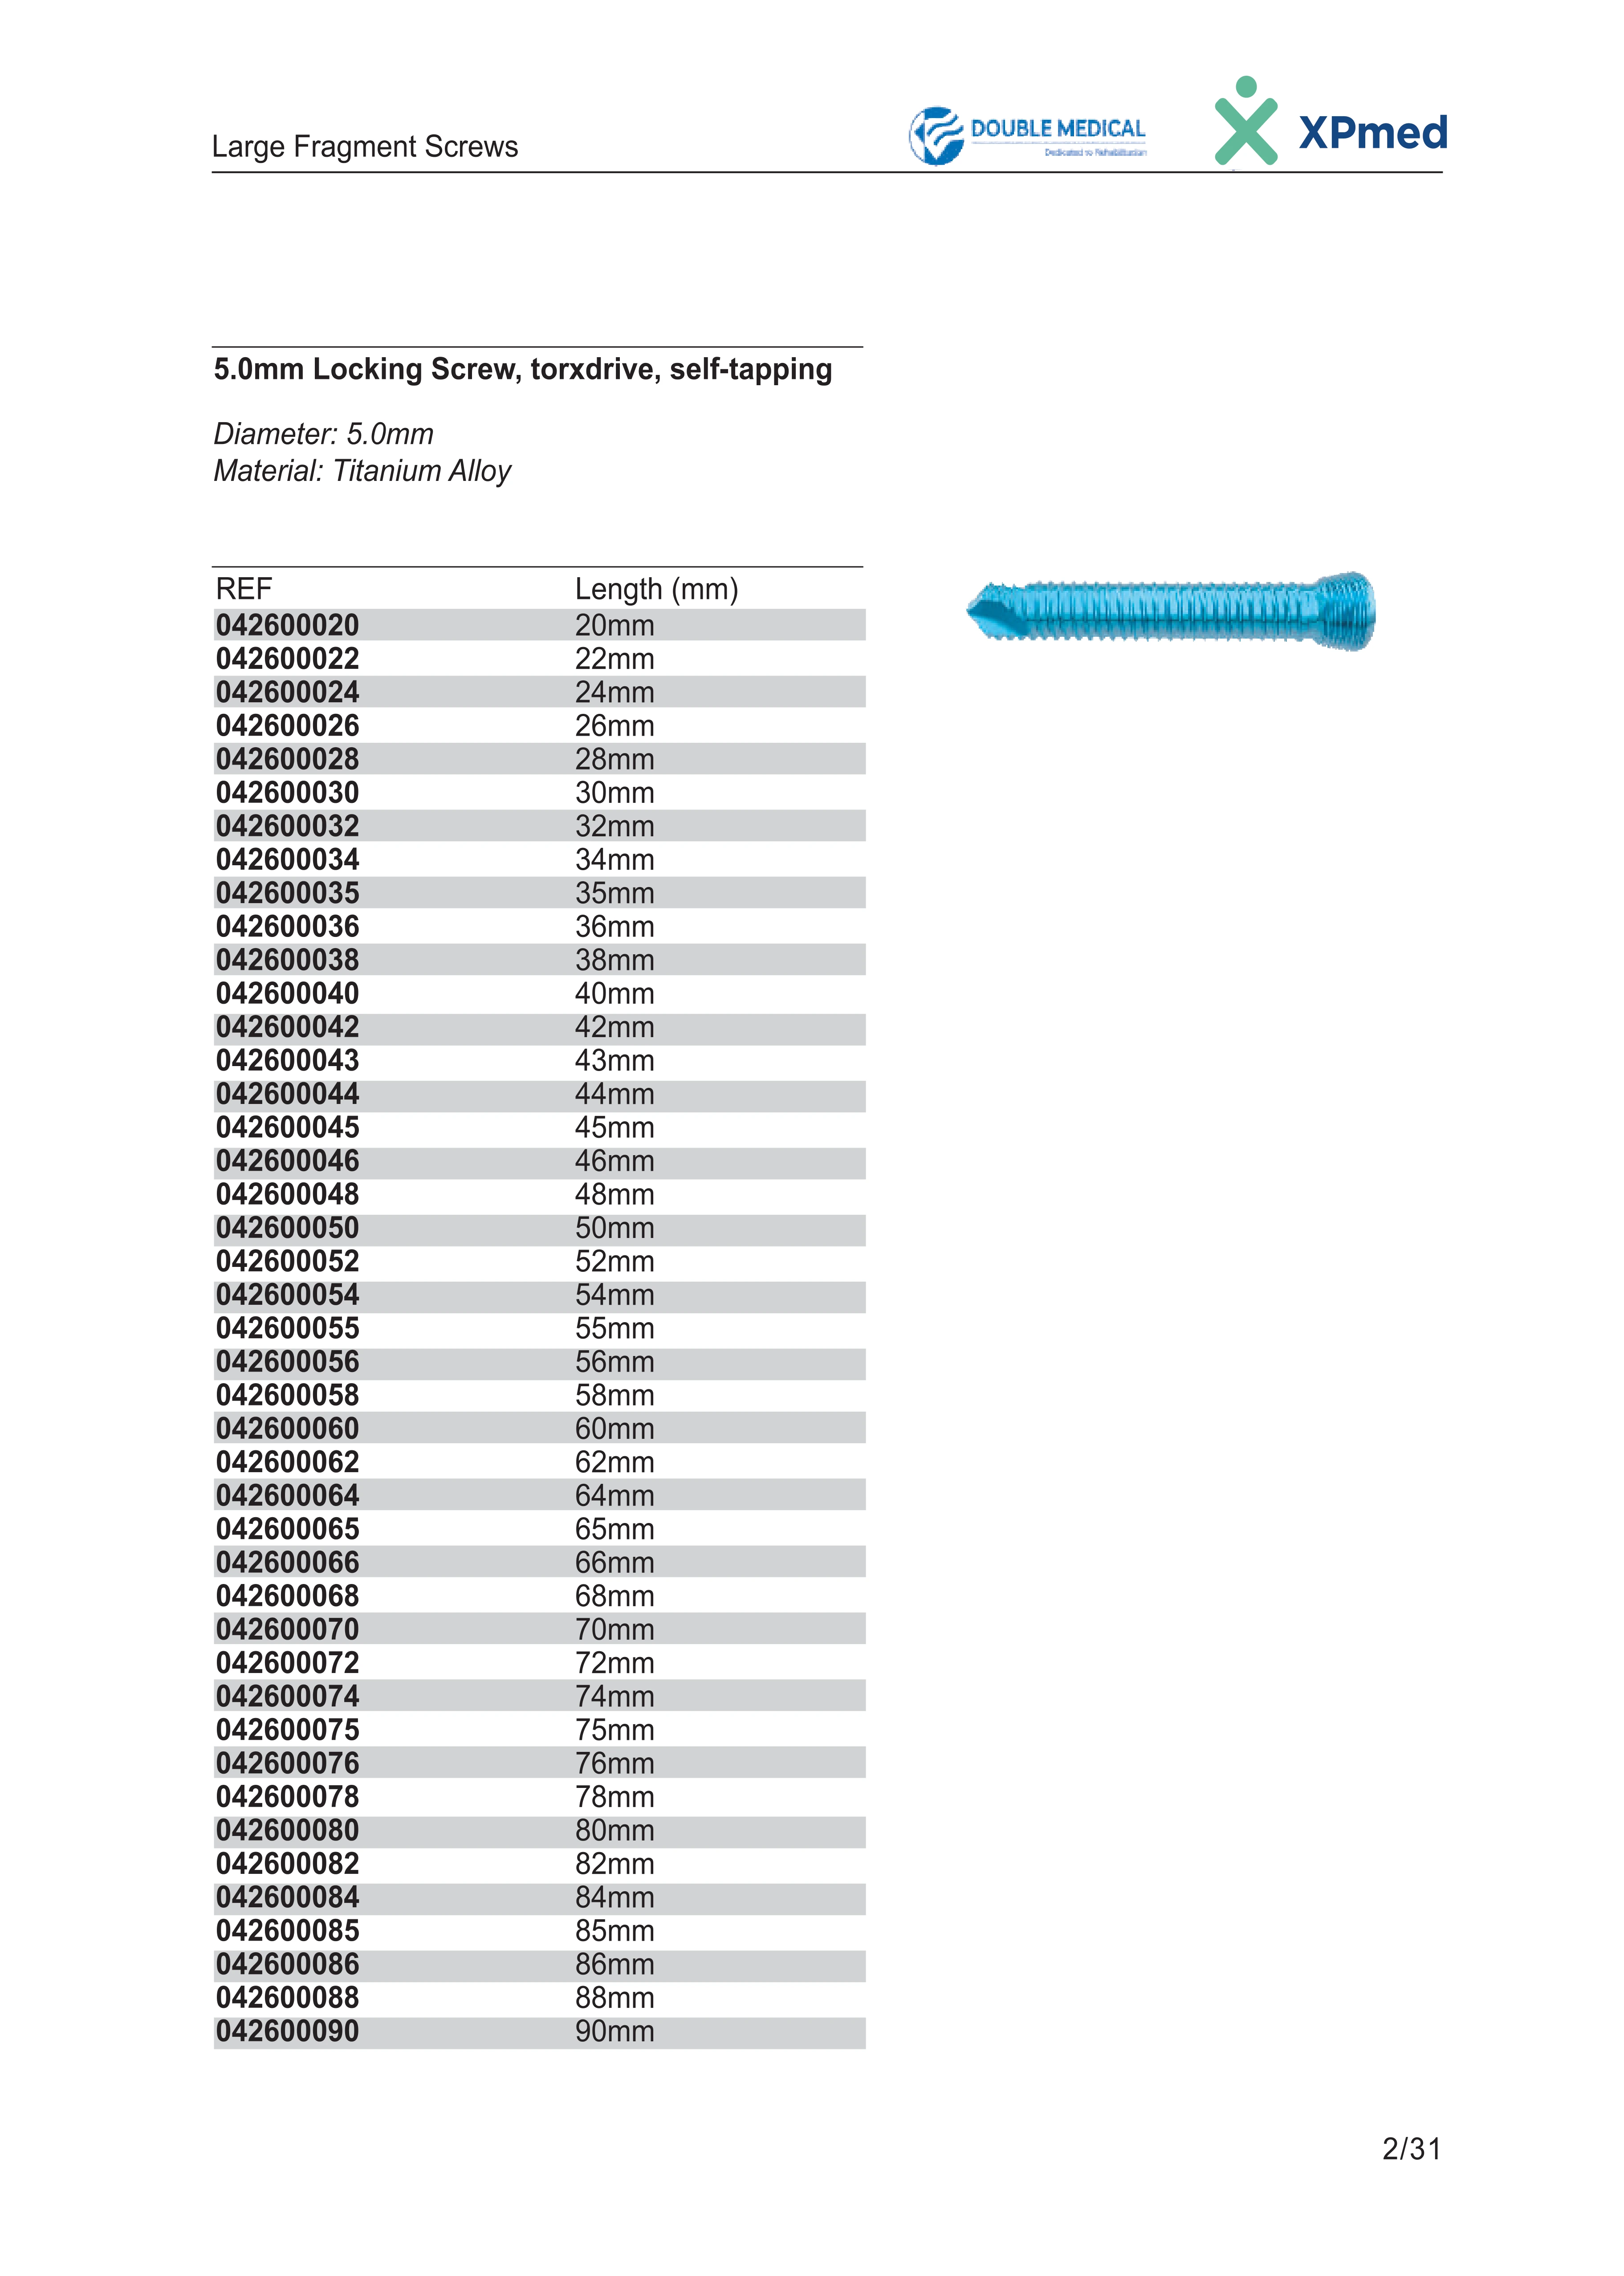 Large Fragment Screws
DOUBLE MEDICAL
Dedicated to Rehabilitation
XPmed
5.0mm Locking Screw, torxdrive, self-tapping
Diameter: 5.0mm
Material: Titanium Alloy
REF Length (mm)
042600020 20mm
042600022 22mm
042600024 24mm
042600026 26mm
042600028 28mm
042600030 30mm
042600032 32mm
042600034 34mm
042600035 35mm
042600036 36mm
042600038 38mm
042600040 40mm
042600042 42mm
042600043 43mm
042600044 44mm
042600045 45mm
042600046 46mm
042600048 48mm
042600050 50mm
042600052 52mm
042600054 54mm
042600055 55mm
042600056 56mm
042600058 58mm
042600060 60mm
042600062 62mm
042600064 64mm
042600065 65mm
042600066 66mm
042600068 68mm
042600070 70mm
042600072 72mm
042600074 74mm
042600075 75mm
042600076 76mm
042600078 78mm
042600080 80mm
042600082 82mm
042600084 84mm
042600085 85mm
042600086 86mm
042600088 88mm
042600090 90mm
2/31